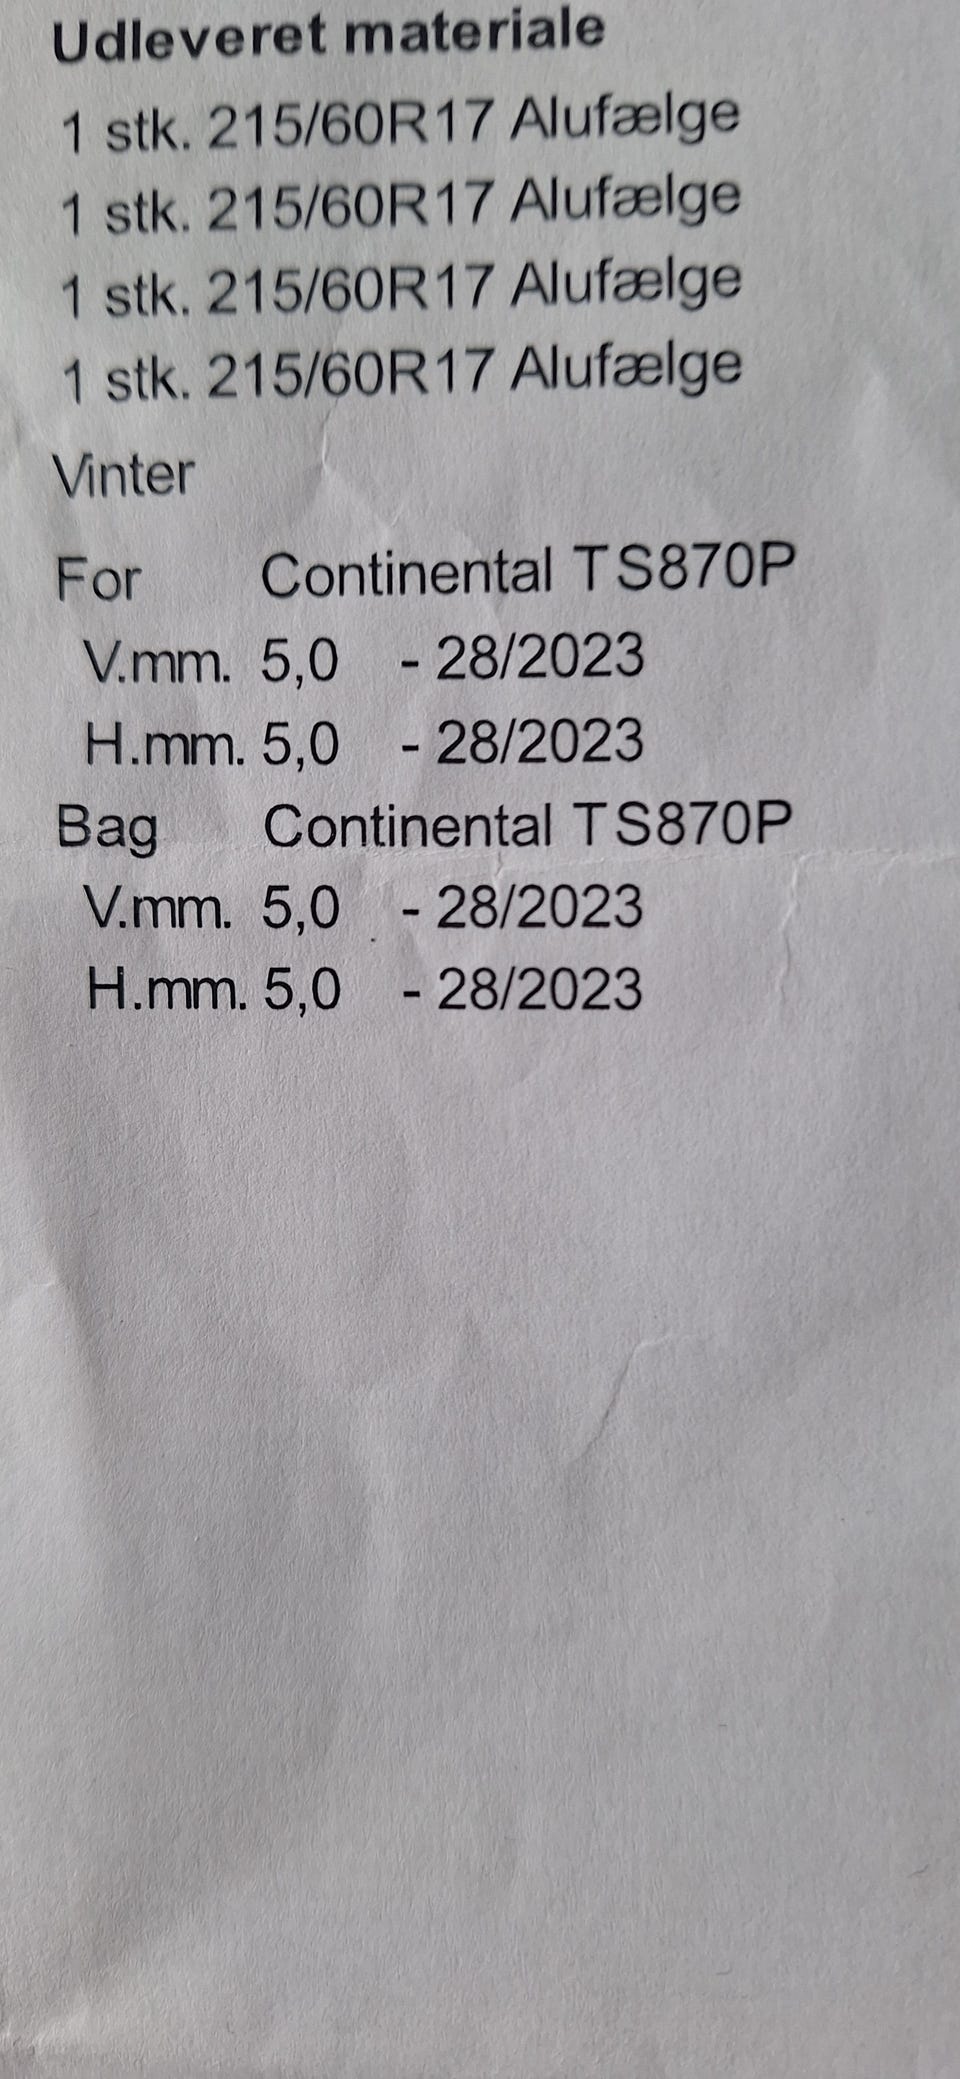 Udleveret materiale
1 stk. 215/60R17 Alufælge
1 stk. 215/60R17 Alufælge
1 stk. 215/60R17 Alufælge
1 stk. 215/60R17 Alufælge
Vinter
For Continental TS870P
V.mm. 5,0 - 28/2023
H.mm. 5,0 - 28/2023
Bag Continental TS870P
V.mm. 5,0 - 28/2023
H.mm. 5,0 - 28/2023